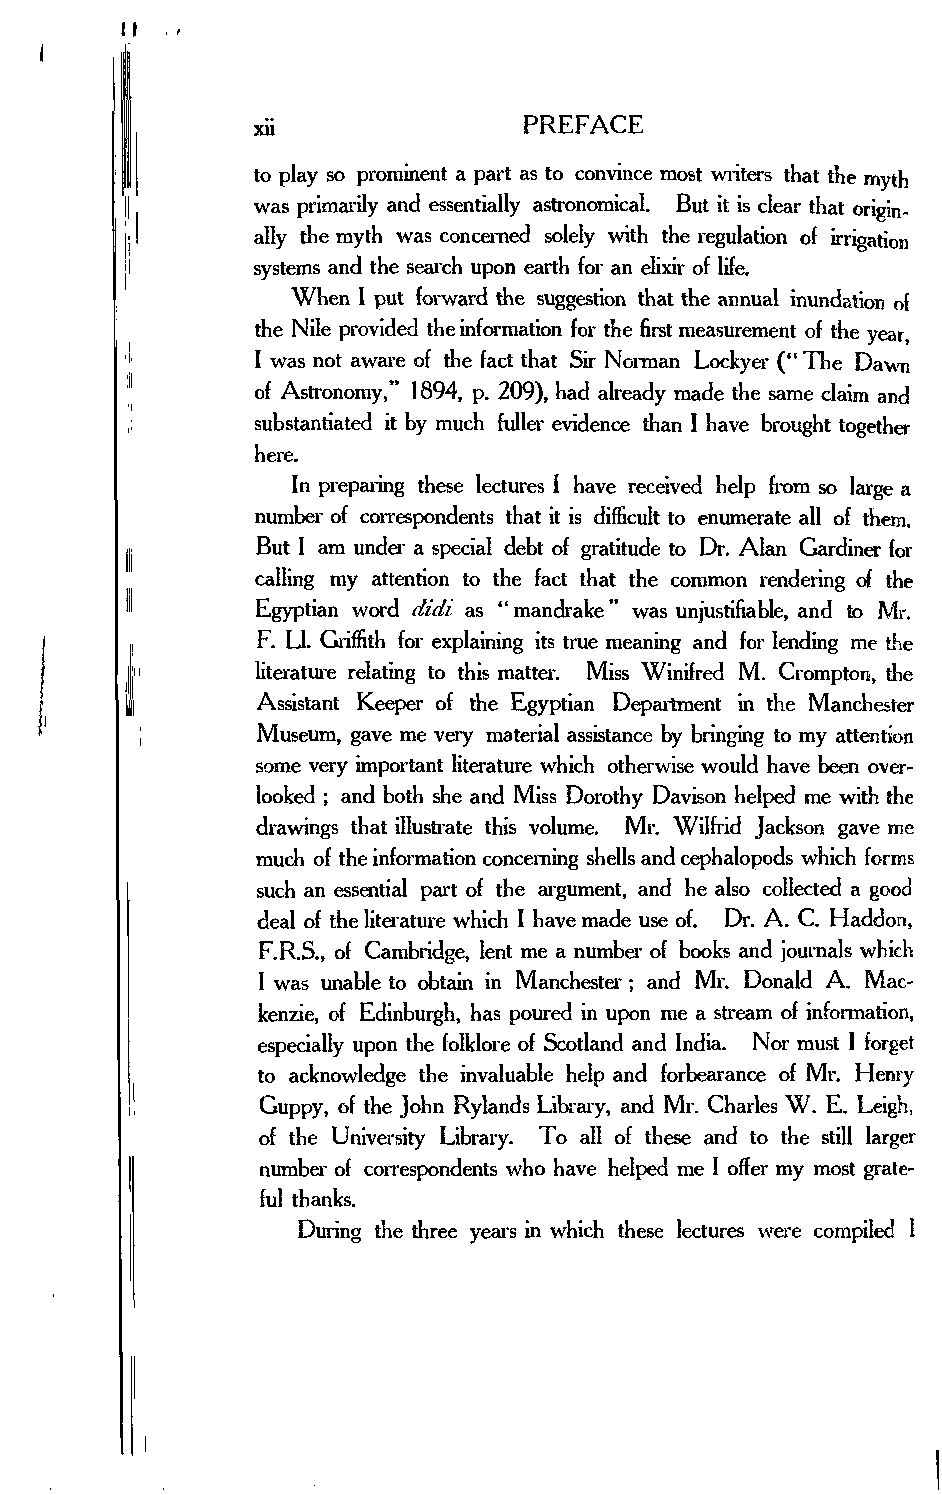 xii PREFACE
to play so prominent a part as to convince most writers that the myth
was primarily and essentially astronomical. But it is clear that origin-
ally the myth was concerned solely with the regulation of irrigation
systems and the search upon earth for an elixir of life.
When I put forward the suggestion that the annual inundation of
the Nile provided the information for the first measurement of the year,
I was not aware of the fact that Sir Norman Lockyer (“The Dawn
of Astronomy,” 1894, p. 209), had already made the same claim and
substantiated it by much fuller evidence than I have brought together
here.
In preparing these lectures I have received help from so large a
number of correspondents that it is difficult to enumerate all of them.
But I am under a special debt of gratitude to Dr. Alan Gardiner for
calling my attention to the fact that the common rendering of the
Egyptian word didi as “mandrake” was unjustifiable, and to Mr.
F. Ll. Griffith for explaining its true meaning and for lending me the
literature relating to this matter. Miss Winifred M. Crompton, the
Assistant Keeper of the Egyptian Department in the Manchester
Museum, gave me very material assistance by bringing to my attention
some very important literature which otherwise would have been over-
looked ; and both she and Miss Dorothy Davison helped me with the
drawings that illustrate this volume. Mr. Wilfrid Jackson gave me
much of the information concerning shells and cephalopods which forms
such an essential part of the argument, and he also collected a good
deal of the literature which I have made use of. Dr. A. C. Haddon,
F.R.S., of Cambridge, lent me a number of books and journals which
I was unable to obtain in Manchester ; and Mr. Donald A. Mac-
kenzie, of Edinburgh, has poured in upon me a stream of information,
especially upon the folklore of Scotland and India. Nor must I forget
to acknowledge the invaluable help and forbearance of Mr. Henry
Guppy, of the John Rylands Library, and Mr. Charles W. E. Leigh,
of the University Library. To all of these and to the still larger
number of correspondents who have helped me I offer my most grate-
ful thanks.
During the three years in which these lectures were compiled I